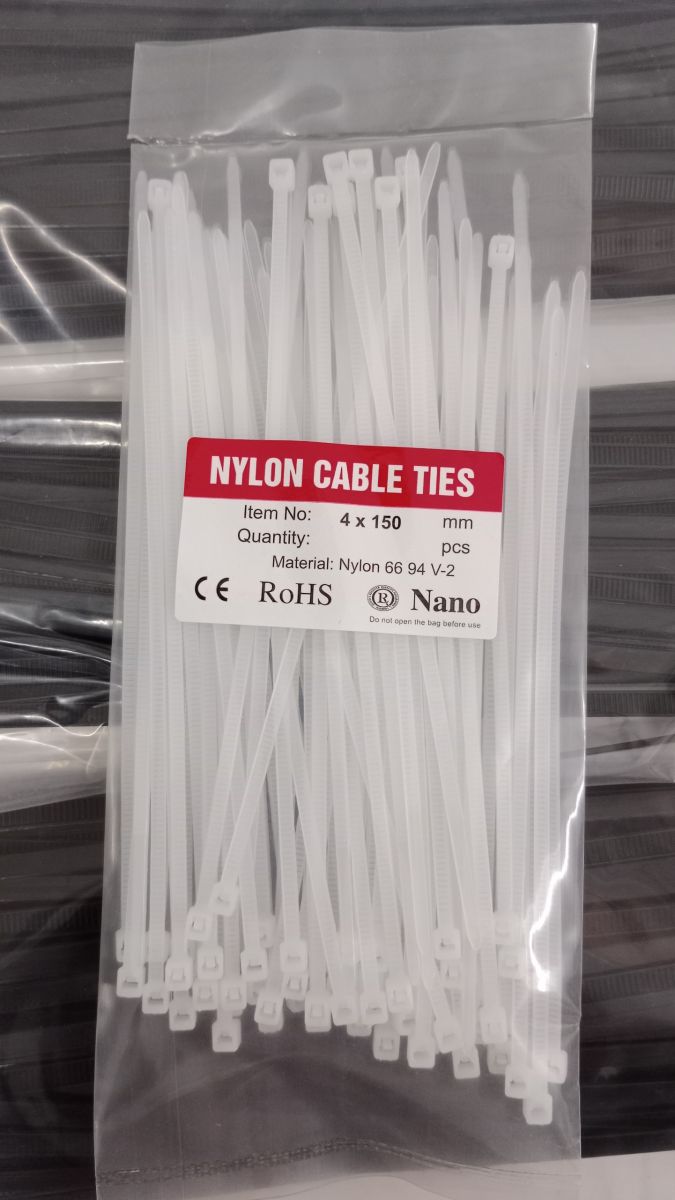 NYLON CABLE TIES
Item No: 4 x 150 mm
Quantity: pcs
Material: Nylon 66 94 V-2
CE RoHS R Nano
Do not open the bag before use